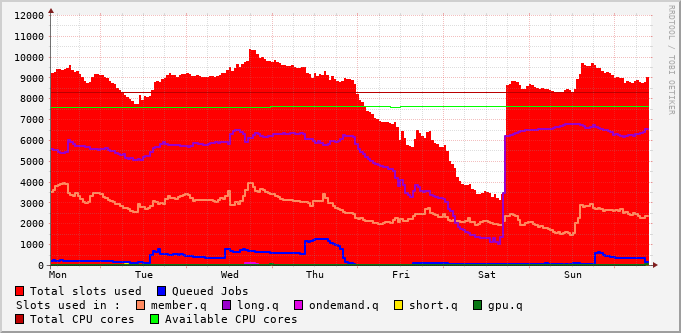 RRDTOOL / TOBI OETIKER
12000
11000
10000
9000
8000
7000
6000
5000
4000
3000
2000
1000
0
Mon Tue Wed Thu Fri Sat Sun
Total slots used Queued Jobs
Slots used in : member.q long.q ondemand.q short.q gpu.q
Total CPU cores Available CPU cores